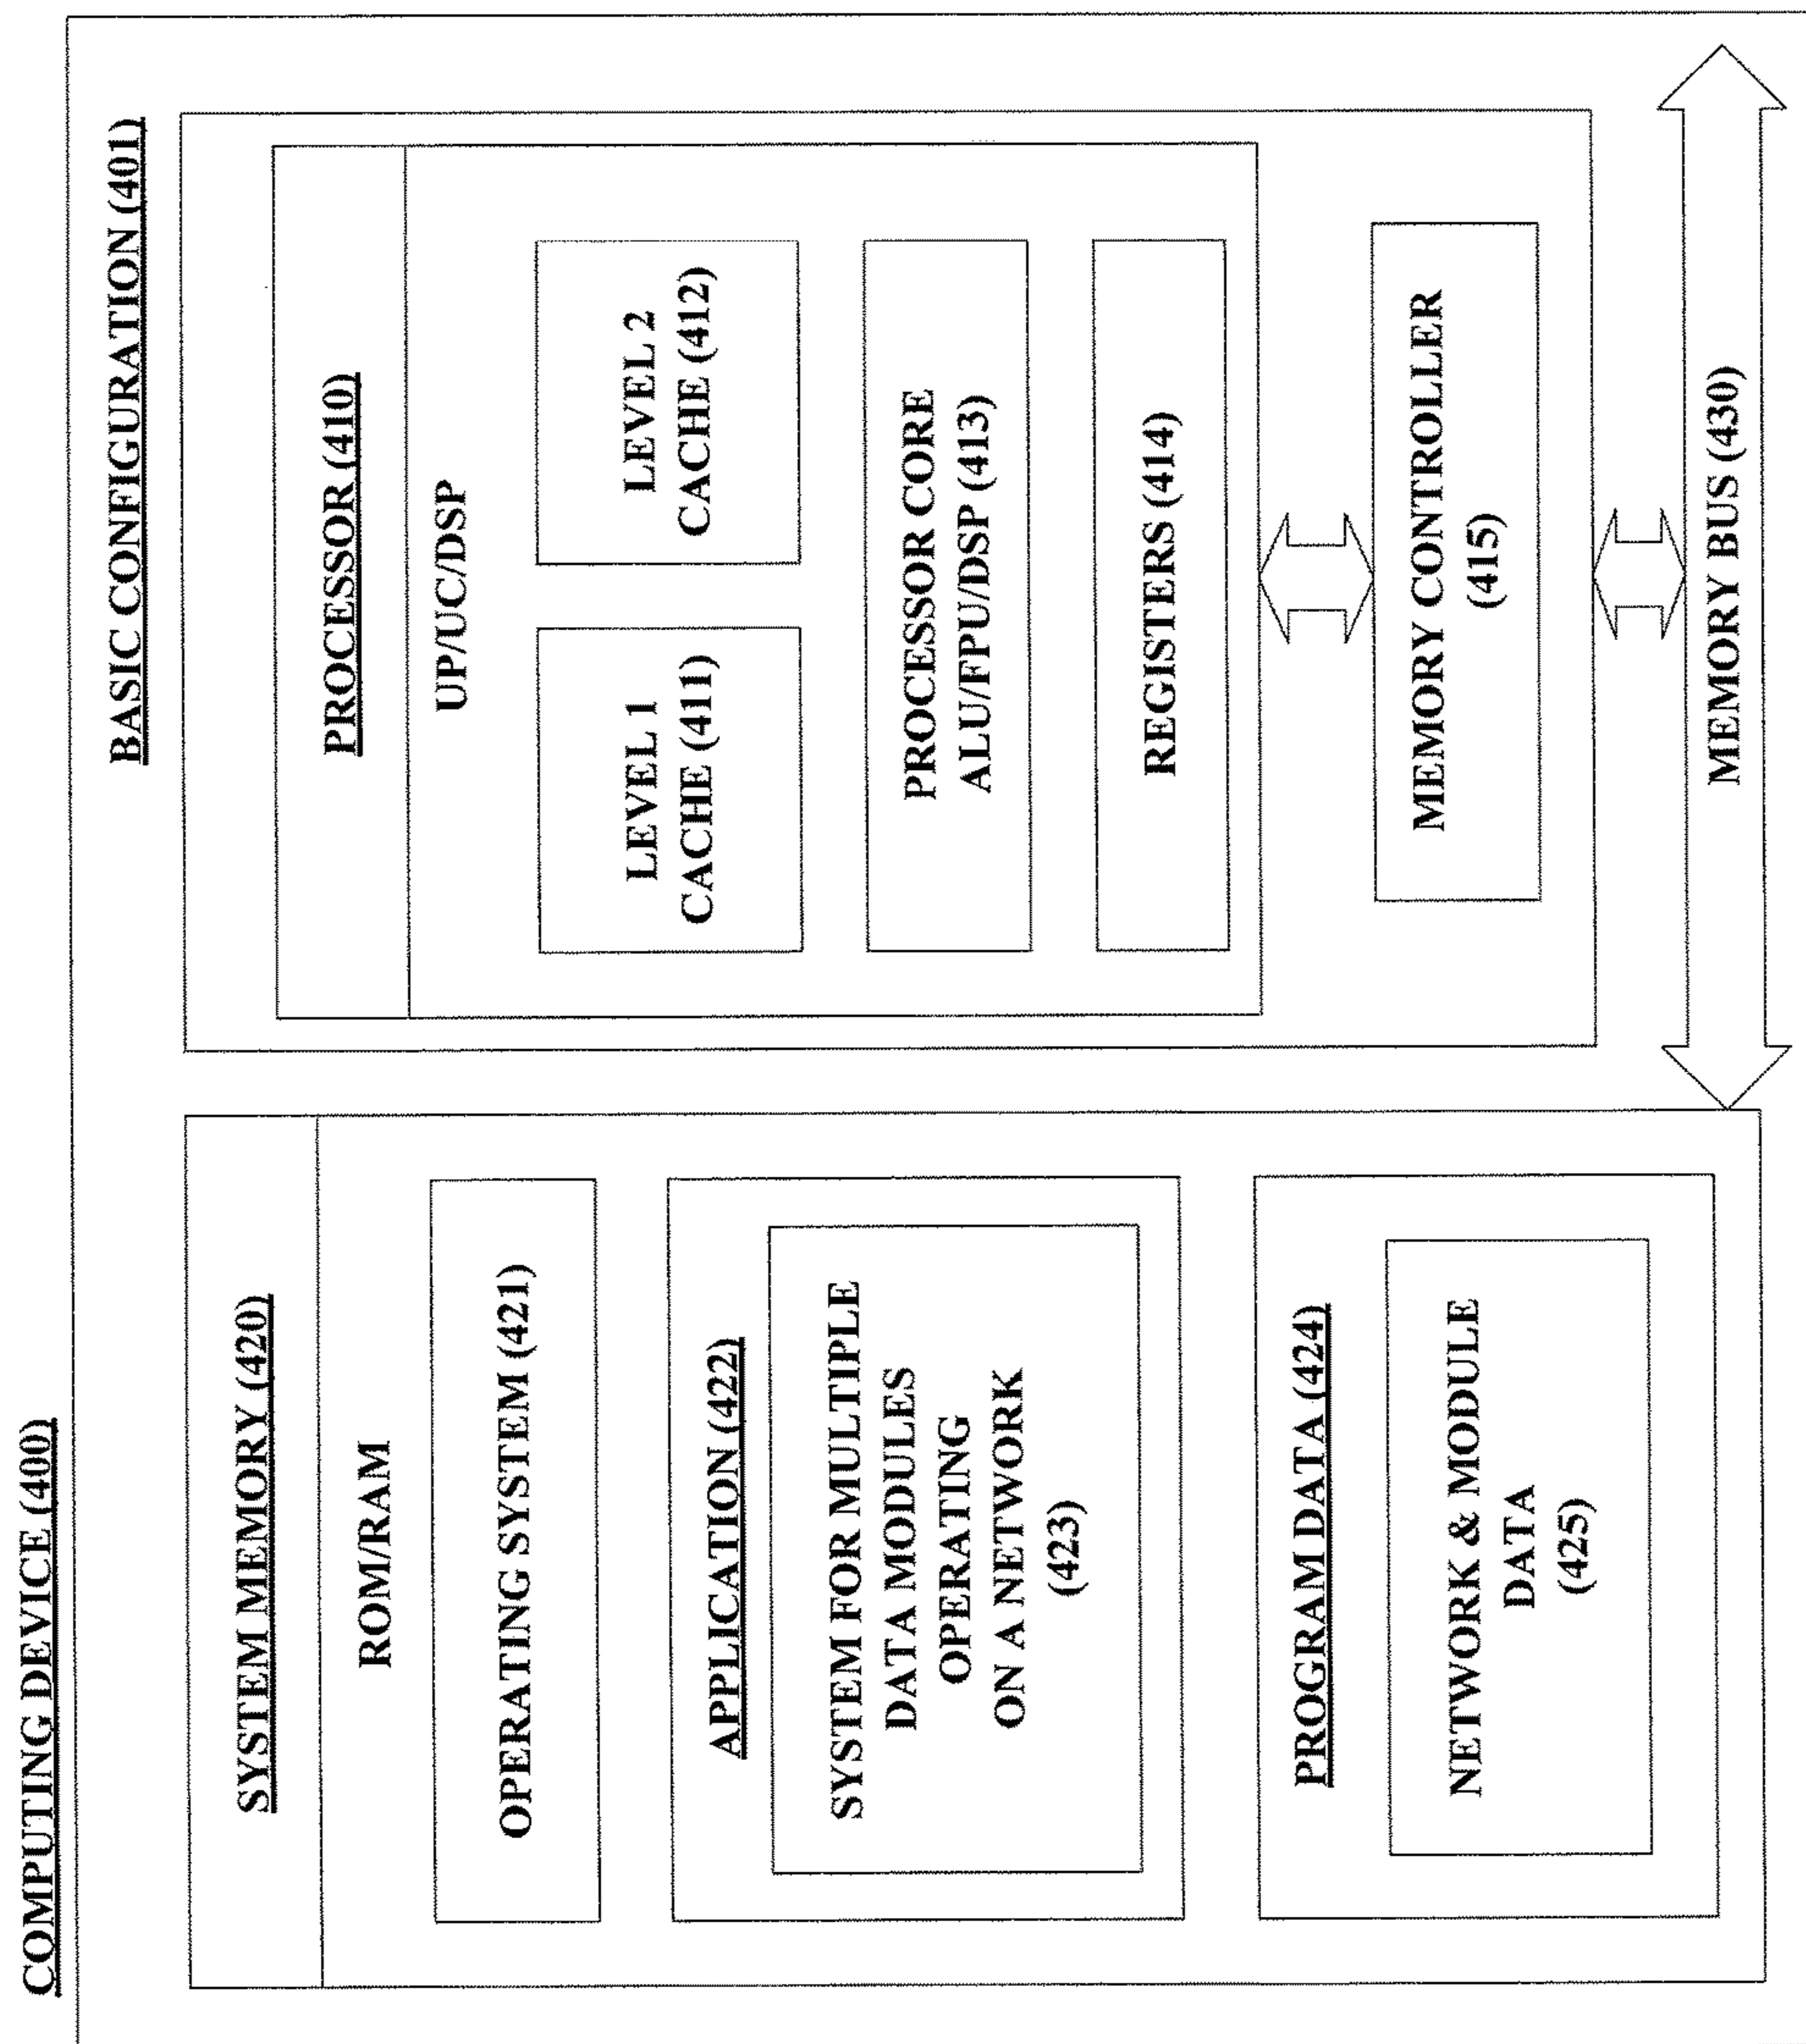 COMPUTING DEVICE (400)
SYSTEM MEMORY (420)
ROM/RAM
OPERATING SYSTEM (421)
APPLICATION (422)
SYSTEM FOR MULTIPLE
DATA MODULES
OPERATING
ON A NETWORK
(423)
PROGRAM DATA (424)
NETWORK & MODULE
DATA
(425)
BASIC CONFIGURATION (401)
PROCESSOR (410)
UP/UC/DSP
LEVEL 1
CACHE (411)
LEVEL 2
CACHE (412)
PROCESSOR CORE
ALU/FPU/DSP (413)
REGISTERS (414)
MEMORY CONTROLLER
(415)
MEMORY BUS (430)